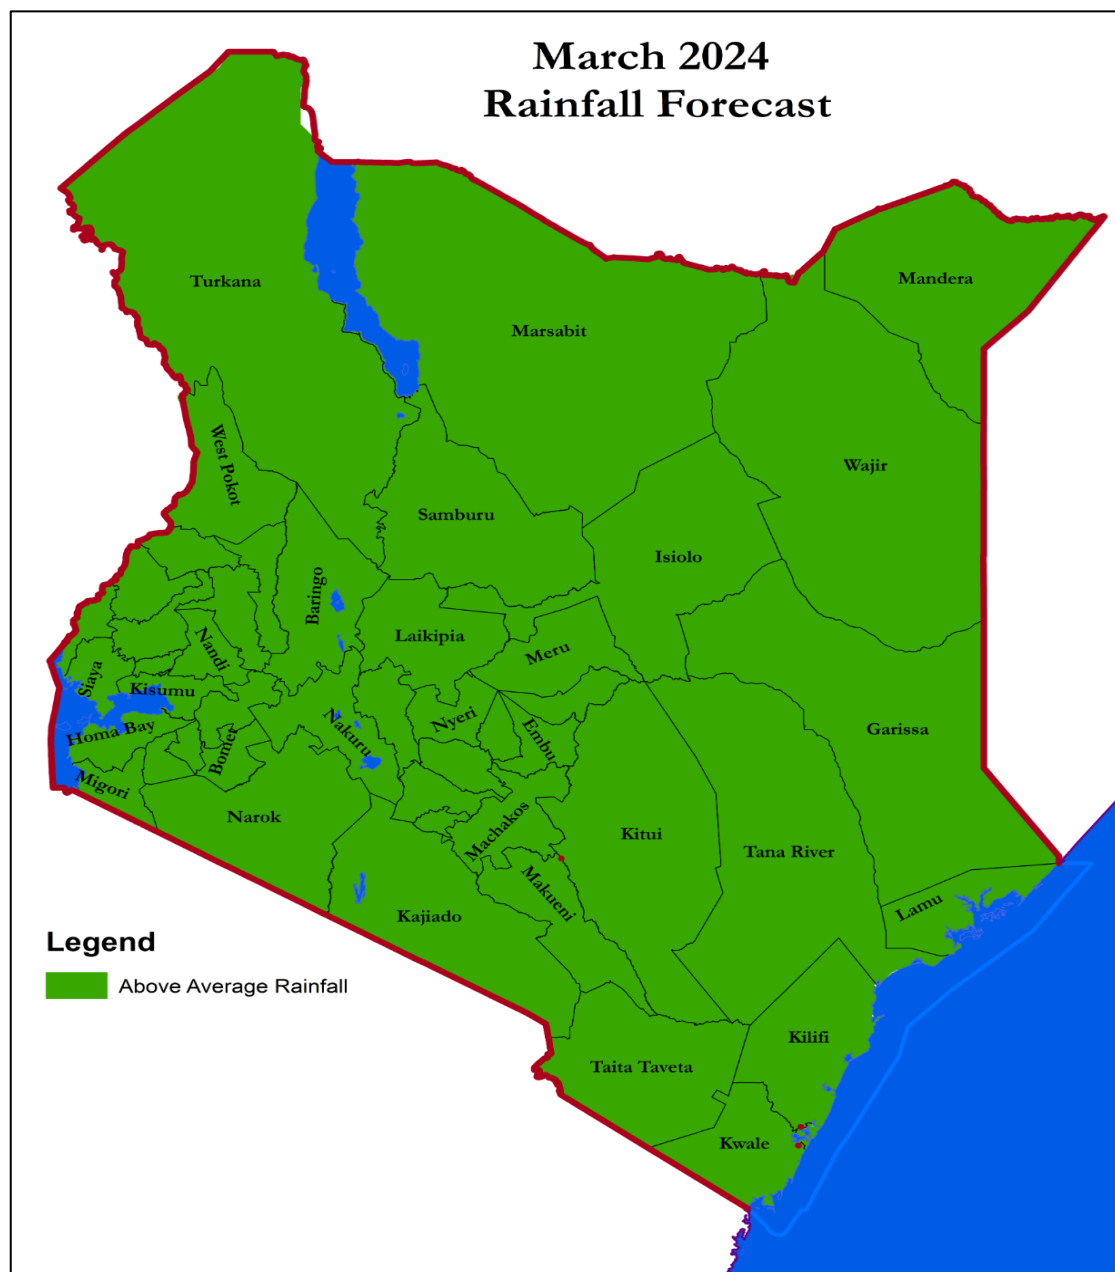 March 2024
Rainfall Forecast
Turkana
Mandera
Marsabit
West Pokot
Wajir
Samburu
Isiolo
Baringo
Laikipia
Nandi
Meru
Siaya
Kisumu
Homa Bay
Bomet
Nakuru
Nyeri
Embu
Garissa
Migori
Narok
Machakos
Kitui
Tana River
Makueni
Lamu
Kajiado
Legend
Above Average Rainfall
Kilifi
Taita Taveta
Kwale